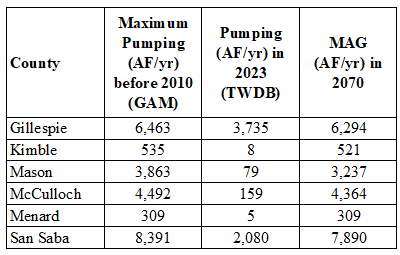 County | Maximum Pumping (AF/yr) before 2010 (GAM) | Pumping (AF/yr) in 2023 (TWDB) | MAG (AF/yr) in 2070
Gillespie | 6,463 | 3,735 | 6,294
Kimble | 535 | 8 | 521
Mason | 3,863 | 79 | 3,237
McCulloch | 4,492 | 159 | 4,364
Menard | 309 | 5 | 309
San Saba | 8,391 | 2,080 | 7,890